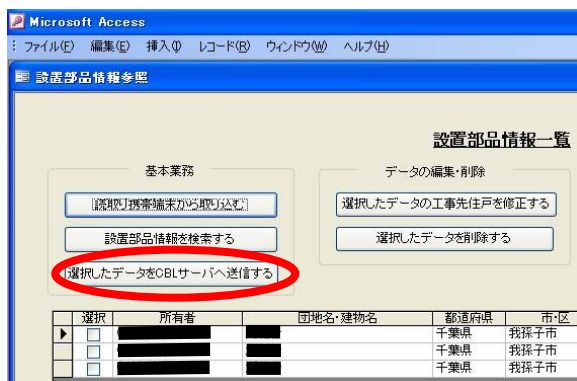 Microsoft Access
ファイル(F) 編集(E) 挿入(I) レコード(R) ウィンドウ(W) ヘルプ(H)
設置部品情報参照
設置部品情報一覧
基本業務
データの編集・削除
読取り携帯端末から取り込む
選択したデータの工事先住戸を修正する
設置部品情報を検索する
選択したデータを削除する
選択したデータをCBLサーバへ送信する
選択 所有者 団地名・建物名 都道府県 市・区
千葉県 我孫子市
千葉県 我孫子市
千葉県 我孫子市